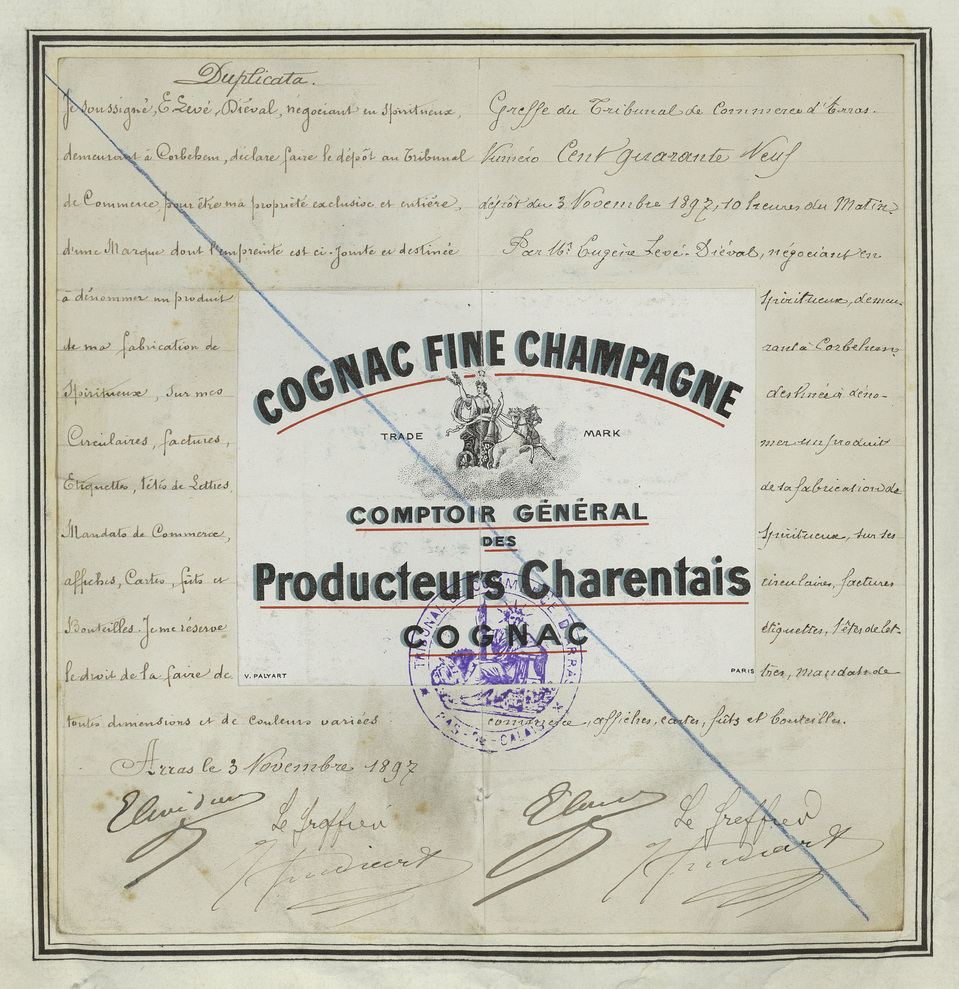 Duplicata.
Je soussigné, E Levé, Diéval, négociant en Spiritueux,
demeurant à Corbehem, déclare faire le dépôt au Tribunal
de Commerce pour être ma propriété exclusive et entière,
d'une Marque dont l'empreinte est ci-Jointe et destinée
à dénommer un produit
de ma fabrication de
Spiritueux, sur mes
Circulaires, factures,
Etiquettes, têtes de Lettres,
Mandats de Commerce,
affiches, Cartes, fûts et
Bouteilles. Je me réserve
le droit de la faire de
toutes dimensions et de couleurs variées
Arras le 3 Novembre 1897
Le Greffier
Greffe du Tribunal de Commerce d'Arras.
Numéro Cent quarante Neuf
dépôt du 3 Novembre 1897, 10 heures du Matin
Par Mr Eugène Levé-Diéval, négociant en
Spiritueux, demeu-
rant à Corbehem
destinée à déno-
mer un produit
de sa fabrication de
Spiritueux, sur ses
circulaires, factures
étiquettes, têtes de let-
tres, mandats de
commerce, affiches, cartes, fûts et bouteilles.
Le Greffier
COGNAC FINE CHAMPAGNE
TRADE MARK
COMPTOIR GÉNÉRAL
DES
Producteurs Charentais
COGNAC
V. PALYART PARIS
TRIBUNAL DE COMMERCE D'ARRAS
PAS-DE-CALAIS